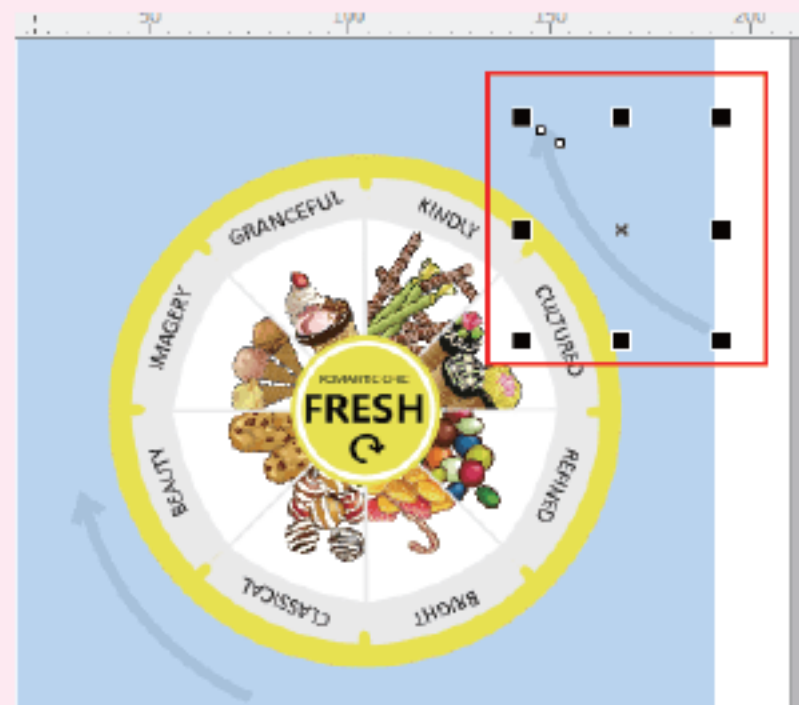 50 100 150 200
GRANCEFUL
KINDLY
IMAGERY
CULTURED
ROMANTIC CHIC
FRESH
BEAUTY
REFINED
CLASSICAL
BRIGHT